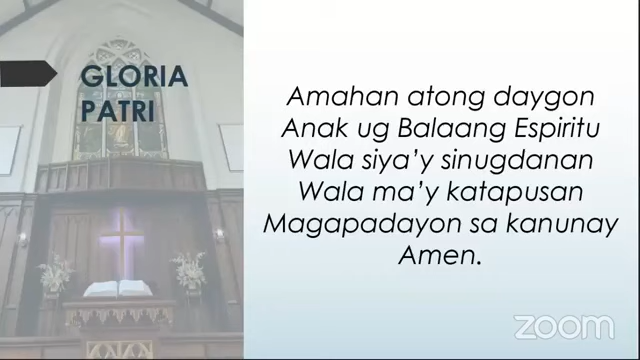 GLORIA
PATRI
Amahan atong daygon
Anak ug Balaang Espiritu
Wala siya’y sinugdanan
Wala ma’y katapusan
Magapadayon sa kanunay
Amen.
zoom